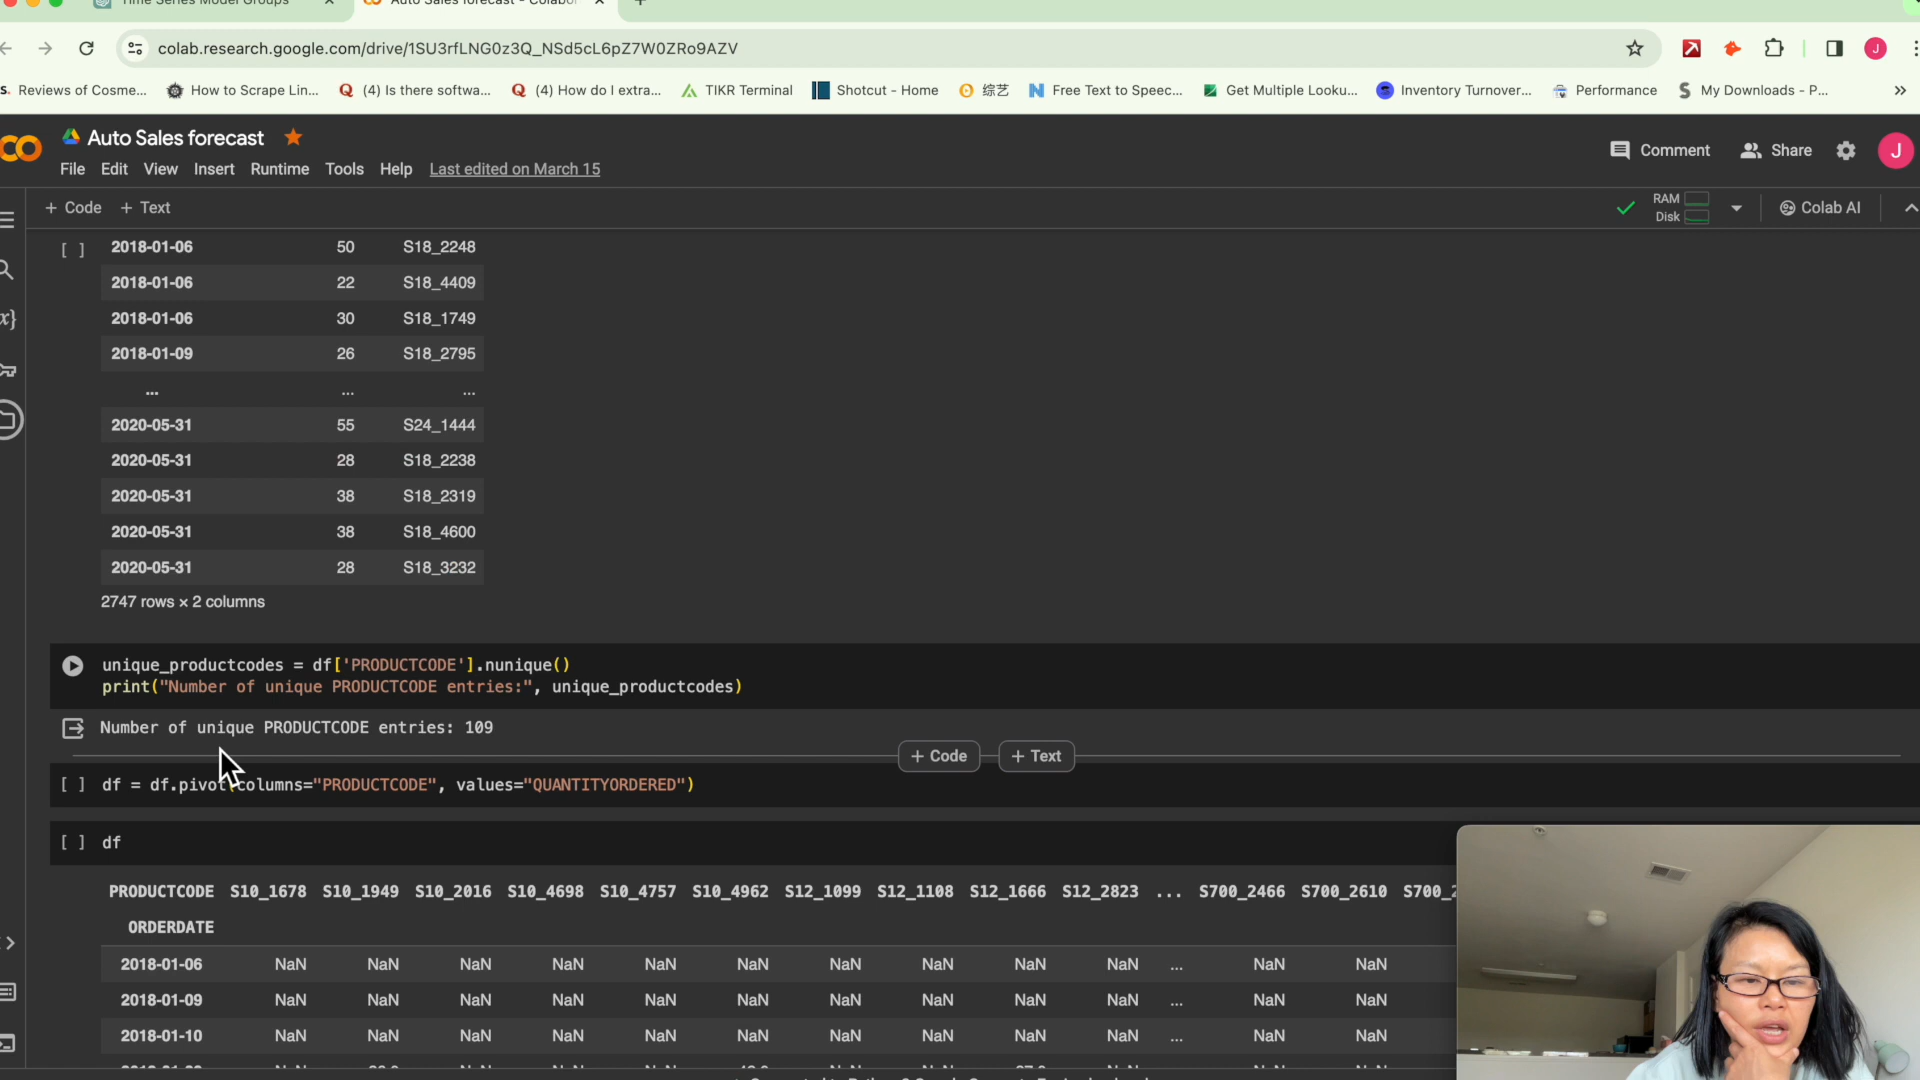 Time Series Model Groups
Auto Sales forecast - Colabo
colab.research.google.com/drive/1SU3rfLNG0z3Q_NSd5cL6pZ7W0ZRo9AZV
J
s. Reviews of Cosme...
How to Scrape Lin...
(4) Is there softwa...
(4) How do I extra...
TIKR Terminal
Shotcut - Home
综艺
Free Text to Speec...
Get Multiple Looku...
Inventory Turnover...
Performance
My Downloads - P...
Auto Sales forecast
Comment
Share
J
File Edit View Insert Runtime Tools Help Last edited on March 15
+ Code + Text
RAM
Disk
Colab AI
[ ] 2018-01-06 50 S18_2248
2018-01-06 22 S18_4409
2018-01-06 30 S18_1749
2018-01-09 26 S18_2795
... ... ...
2020-05-31 55 S24_1444
2020-05-31 28 S18_2238
2020-05-31 38 S18_2319
2020-05-31 38 S18_4600
2020-05-31 28 S18_3232
2747 rows × 2 columns
unique_productcodes = df['PRODUCTCODE'].nunique()
print("Number of unique PRODUCTCODE entries:", unique_productcodes)
Number of unique PRODUCTCODE entries: 109
+ Code + Text
[ ] df = df.pivot(columns="PRODUCTCODE", values="QUANTITYORDERED")
[ ] df
PRODUCTCODE S10_1678 S10_1949 S10_2016 S10_4698 S10_4757 S10_4962 S12_1099 S12_1108 S12_1666 S12_2823 ... S700_2466 S700_2610 S700_2
ORDERDATE
2018-01-06 NaN NaN NaN NaN NaN NaN NaN NaN NaN NaN ... NaN NaN
2018-01-09 NaN NaN NaN NaN NaN NaN NaN NaN NaN NaN ... NaN NaN
2018-01-10 NaN NaN NaN NaN NaN NaN NaN NaN NaN NaN ... NaN NaN